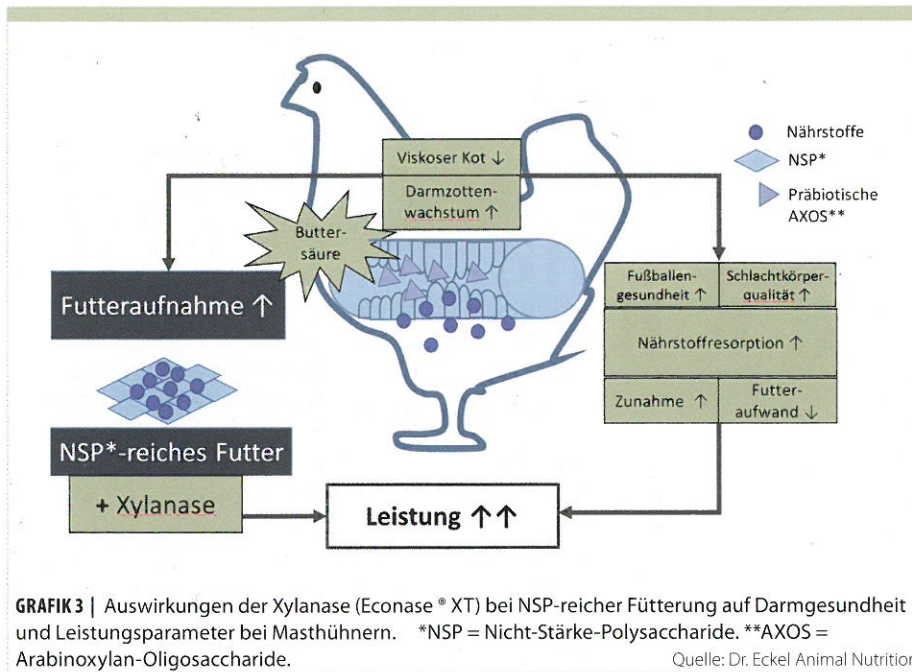 Viskoser Kot ↓
Darmzotten-
wachstum ↑
Butter-
säure
Nährstoffe
NSP*
Präbiotische
AXOS**
Futteraufnahme ↑
NSP*-reiches Futter
+ Xylanase
Fußballen-
gesundheit ↑
Schlachtkörper-
qualität ↑
Nährstoffresorption ↑
Zunahme ↑
Futter-
aufwand ↓
Leistung ↑↑
GRAFIK 3 | Auswirkungen der Xylanase (Econase ® XT) bei NSP-reicher Fütterung auf Darmgesundheit
und Leistungsparameter bei Masthühnern. *NSP = Nicht-Stärke-Polysaccharide. **AXOS =
Arabinoxylan-Oligosaccharide.
Quelle: Dr. Eckel Animal Nutrition